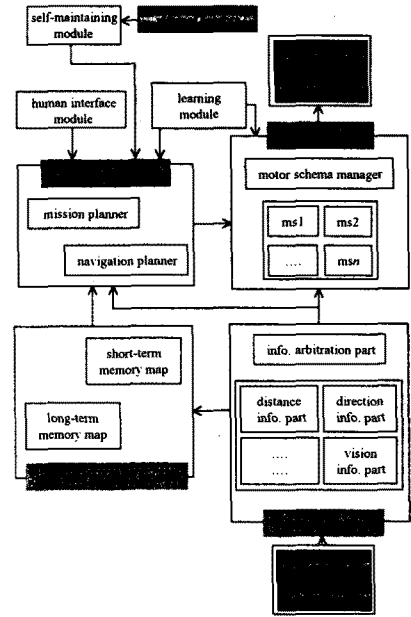 self-maintaining
module
human interface
module
learning
module
motor schema manager
mission planner
navigation planner
ms1
ms2
....
msn
short-term
memory map
long-term
memory map
info. arbitration part
distance
info. part
direction
info. part
....
....
vision
info. part